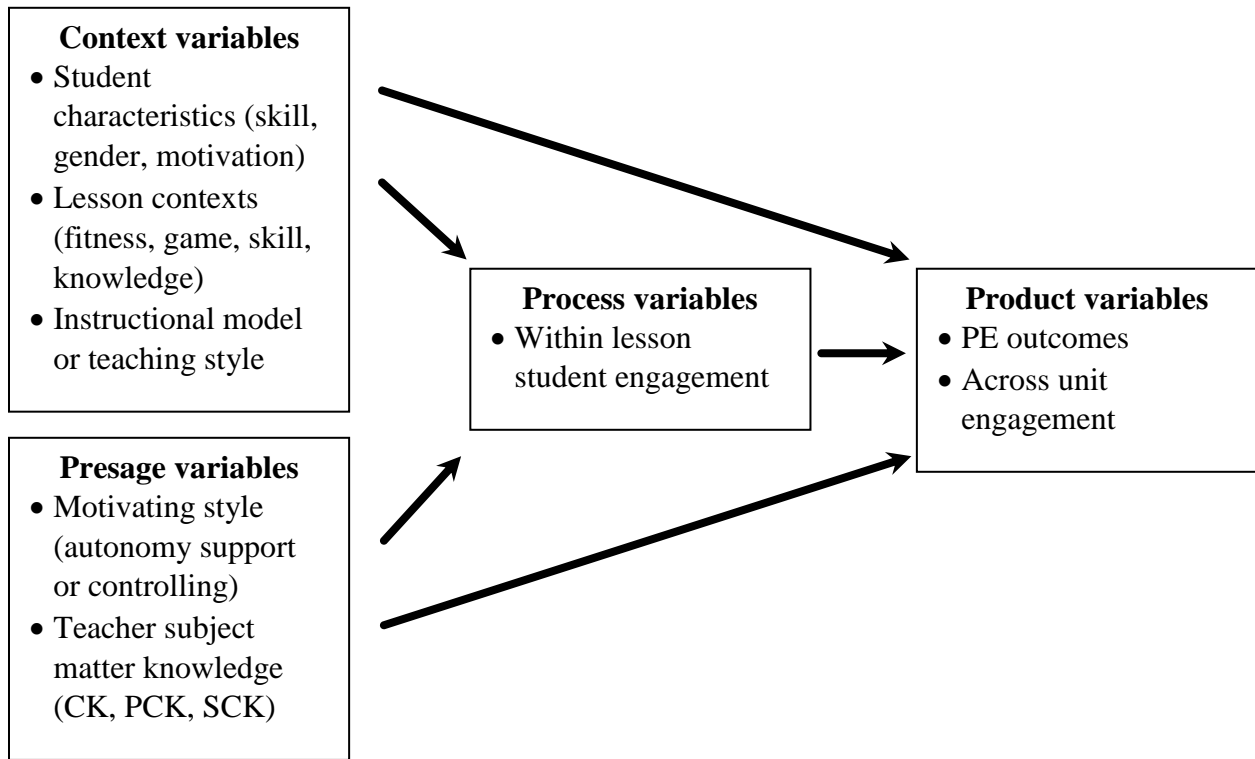 Context variables
• Student
characteristics (skill,
gender, motivation)
• Lesson contexts
(fitness, game, skill,
knowledge)
• Instructional model
or teaching style
Presage variables
• Motivating style
(autonomy support
or controlling)
• Teacher subject
matter knowledge
(CK, PCK, SCK)
Process variables
• Within lesson
student engagement
Product variables
• PE outcomes
• Across unit
engagement